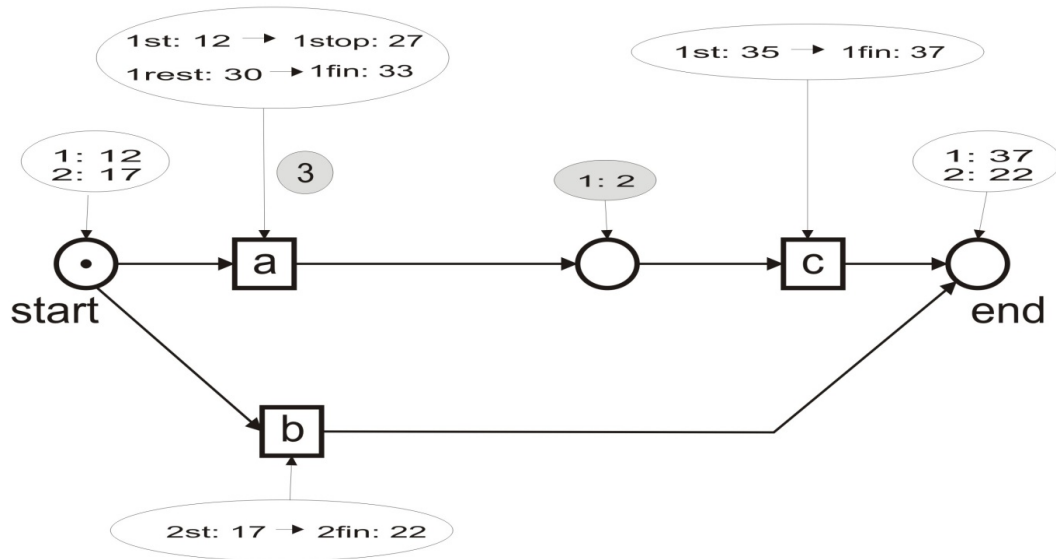 1st: 12 → 1stop: 27
1rest: 30 → 1fin: 33
1st: 35 → 1fin: 37
1: 12
2: 17
3
1: 2
1: 37
2: 22
a
c
start
end
b
2st: 17 → 2fin: 22